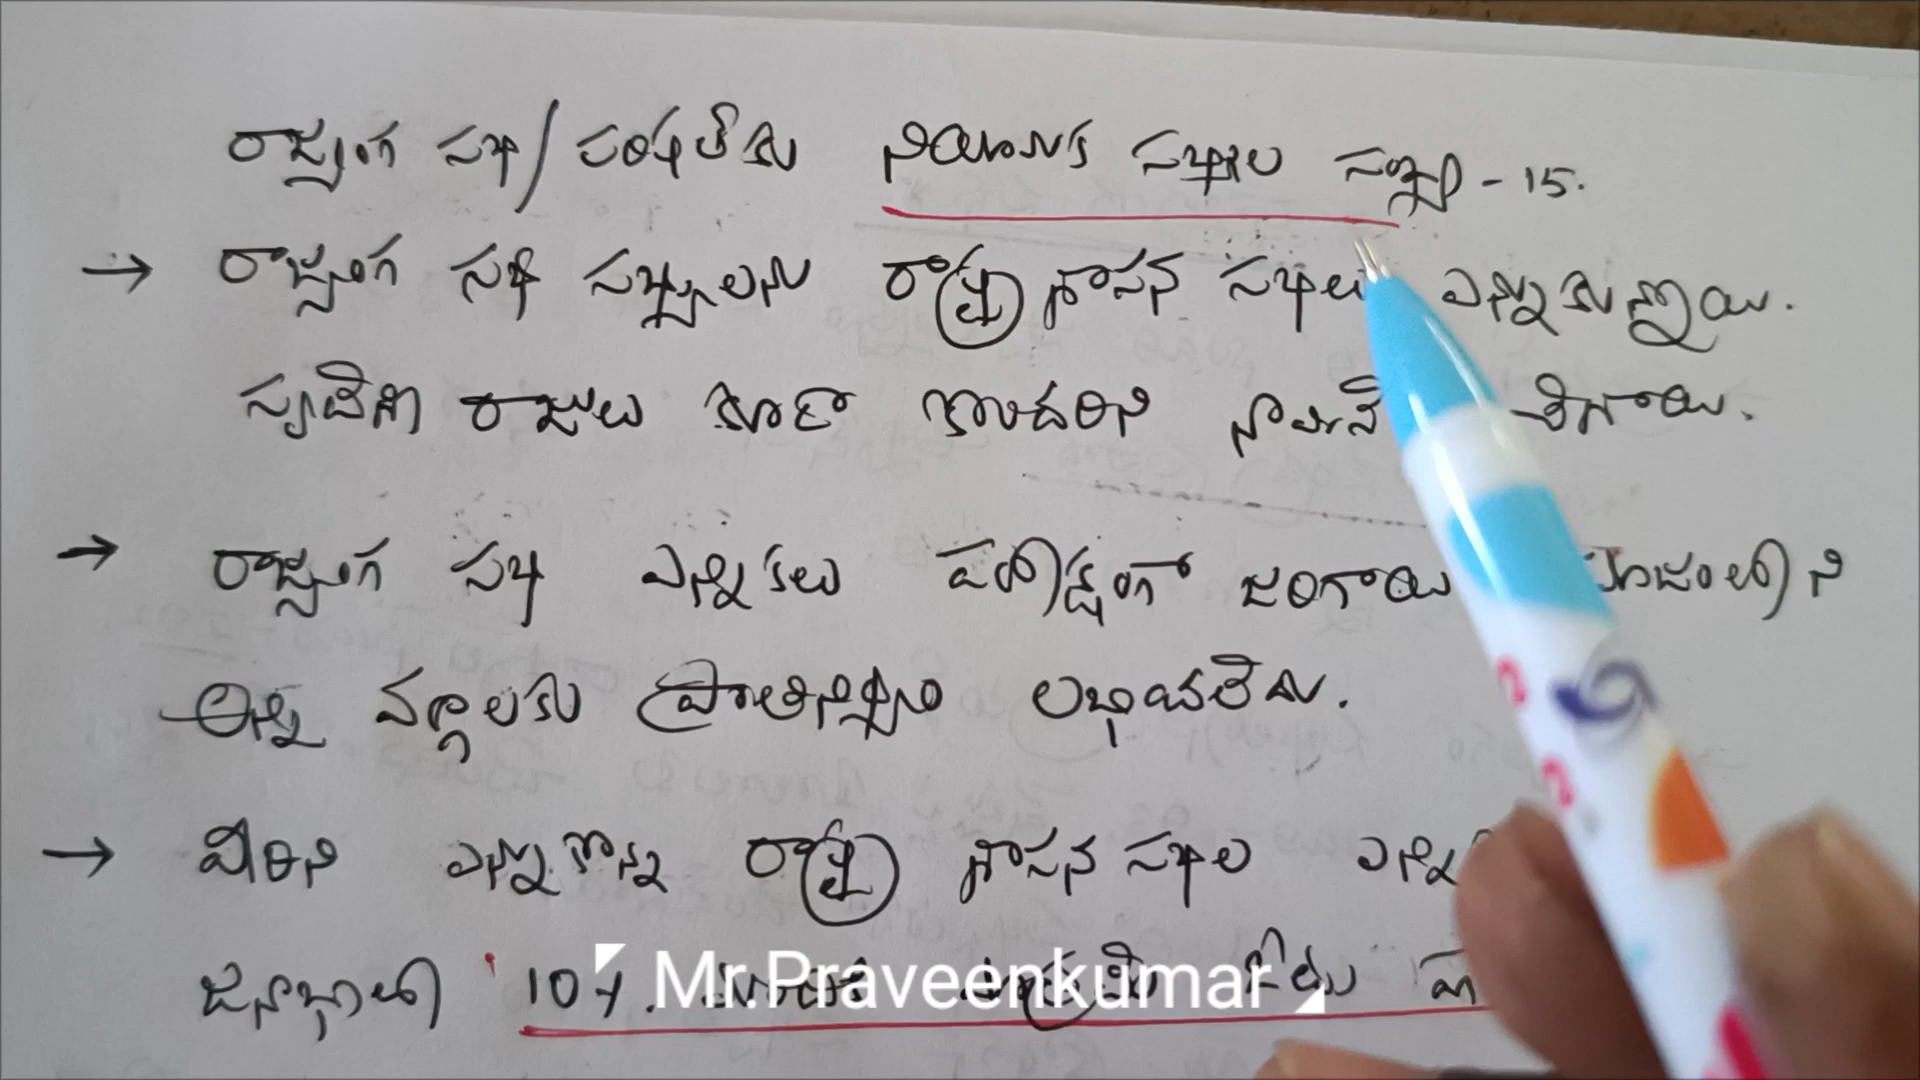 రాజ్యాంగ సభ/పరిషత్‌కు నియామక సభ్యుల సంఖ్య - 15.
→ రాజ్యాంగ సభ సభ్యులను రాష్ట్ర శాసన సభలు ఎన్నుకున్నాయి.
స్వదేశీ రాజులు కూడా కొందరిని నామినే చేశాయి.
→ రాజ్యాంగ సభ ఎన్నికలు పరోక్షంగా జరిగాయి
అన్ని వర్గాలకు ప్రాతినిధ్యం లభించలేదు.
→ వీరిని ఎన్నుకొన్న రాష్ట్ర శాసన సభల
జనాభాలో 10%.
Mr.Praveenkumar